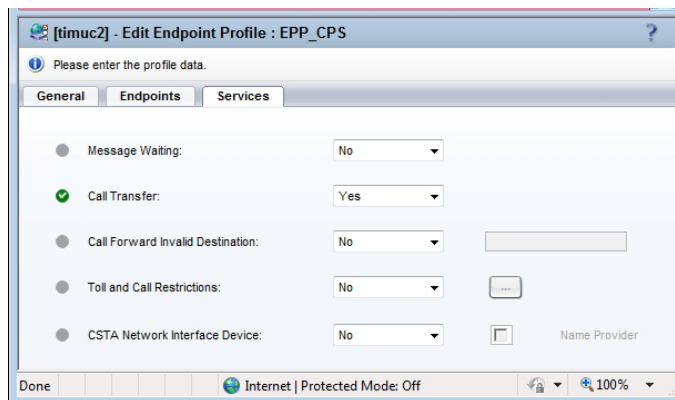 [timuc2] - Edit Endpoint Profile : EPP_CPS ?
Please enter the profile data.
General Endpoints Services
Message Waiting: No
Call Transfer: Yes
Call Forward Invalid Destination: No
Toll and Call Restrictions: No ...
CSTA Network Interface Device: No Name Provider
Done Internet | Protected Mode: Off 100%